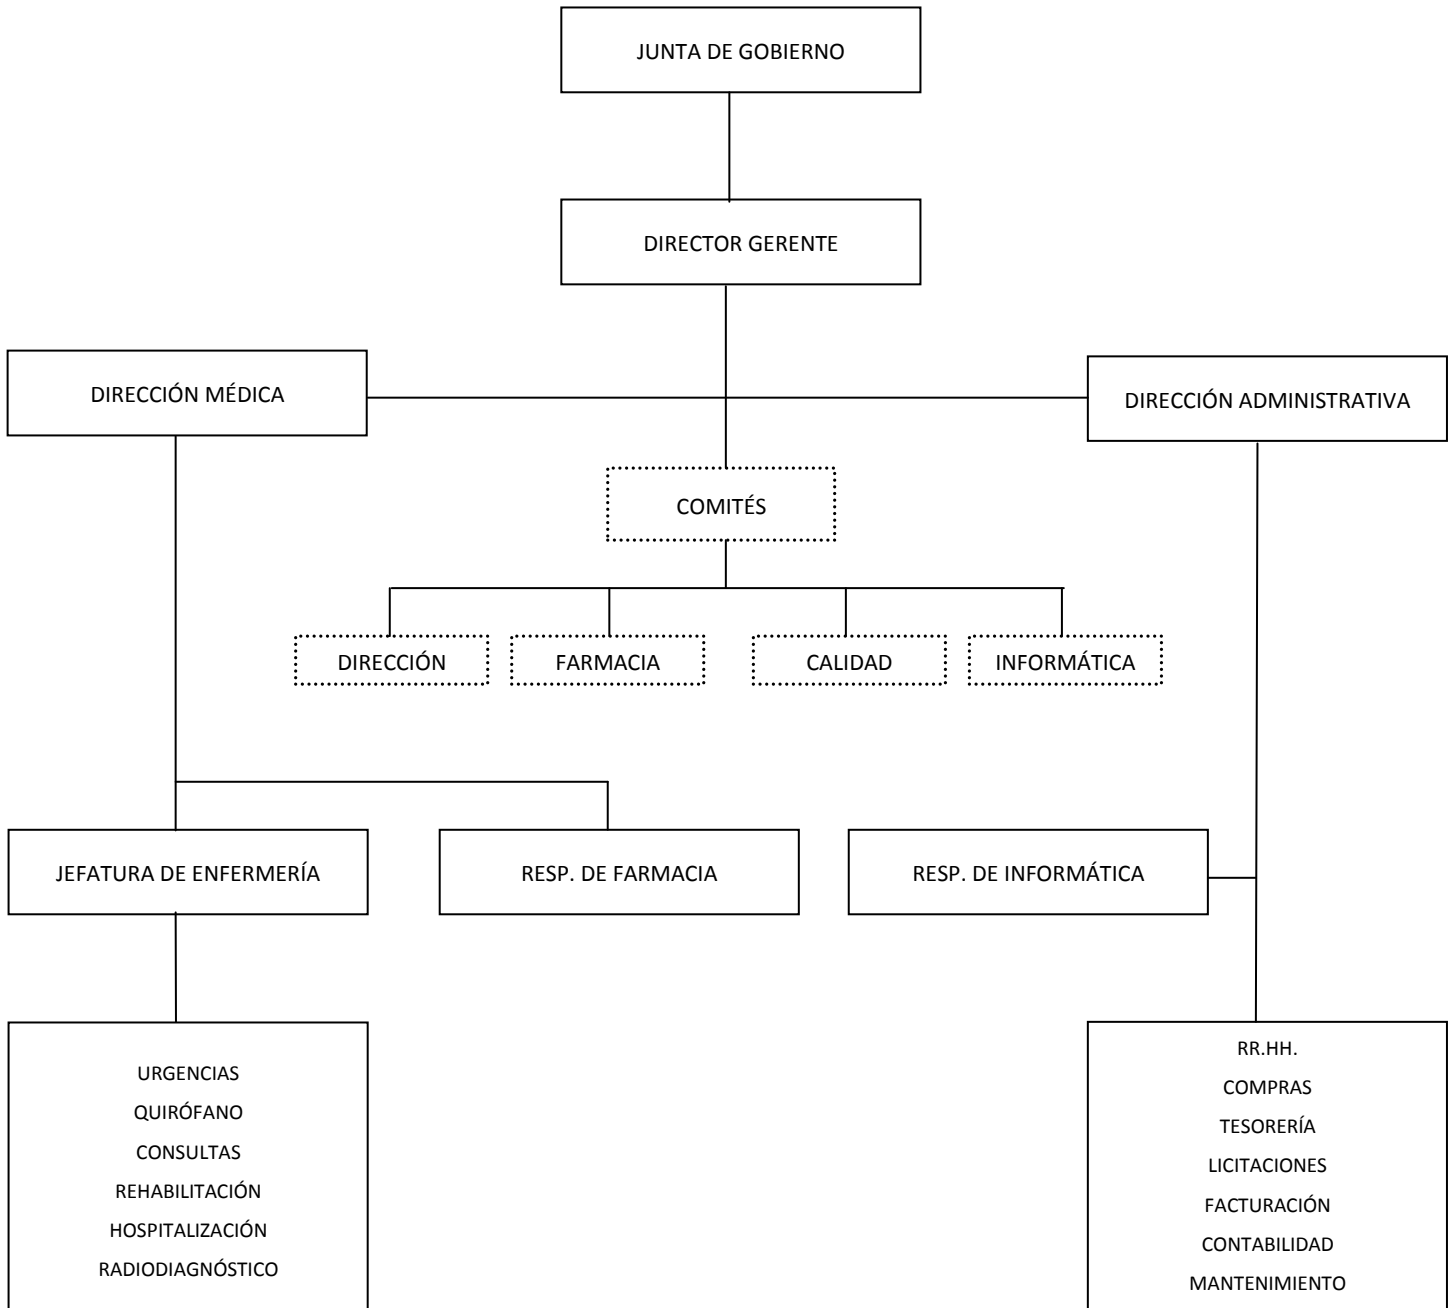 JUNTA DE GOBIERNO
DIRECTOR GERENTE
DIRECCIÓN MÉDICA
DIRECCIÓN ADMINISTRATIVA
COMITÉS
DIRECCIÓN
FARMACIA
CALIDAD
INFORMÁTICA
JEFATURA DE ENFERMERÍA
RESP. DE FARMACIA
RESP. DE INFORMÁTICA
URGENCIAS
QUIRÓFANO
CONSULTAS
REHABILITACIÓN
HOSPITALIZACIÓN
RADIODIAGNÓSTICO
RR.HH.
COMPRAS
TESORERÍA
LICITACIONES
FACTURACIÓN
CONTABILIDAD
MANTENIMIENTO